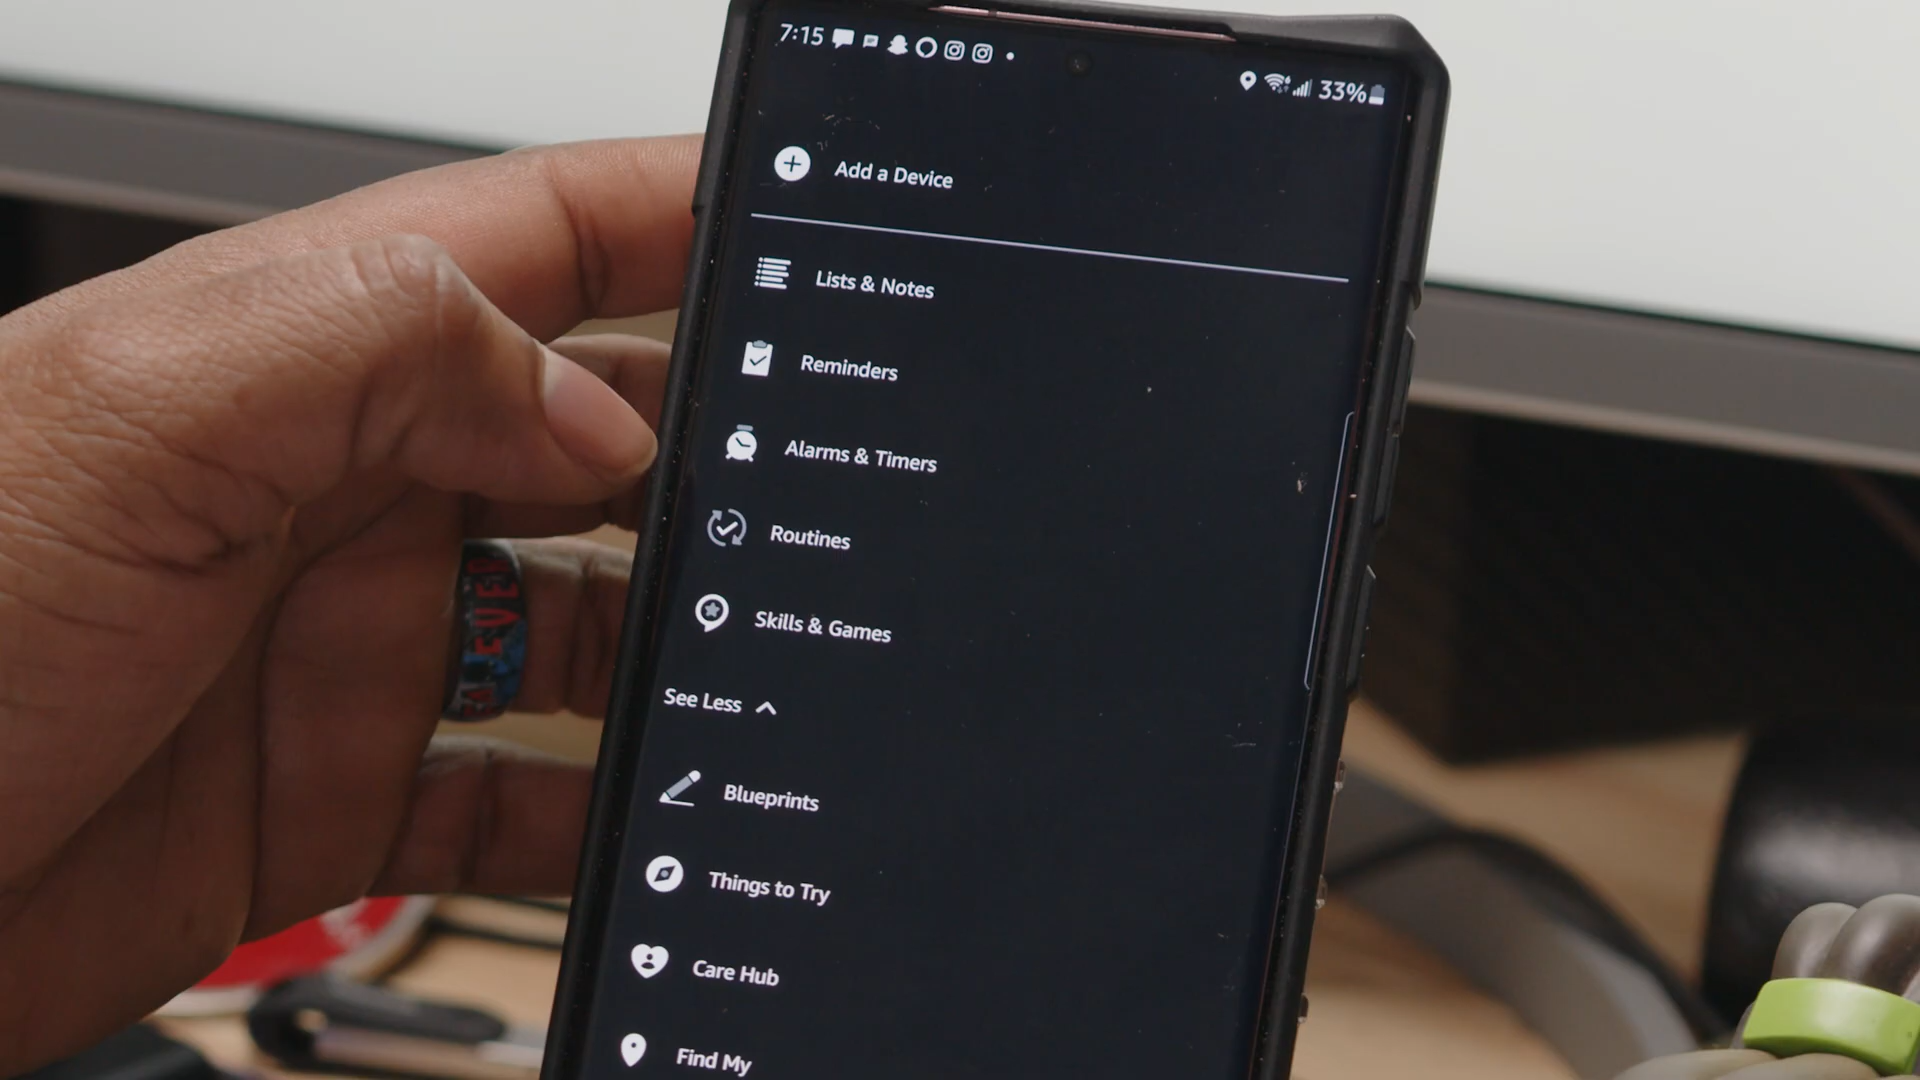 7:15
33%
Add a Device
Lists & Notes
Reminders
Alarms & Timers
Routines
Skills & Games
See Less
Blueprints
Things to Try
Care Hub
Find My